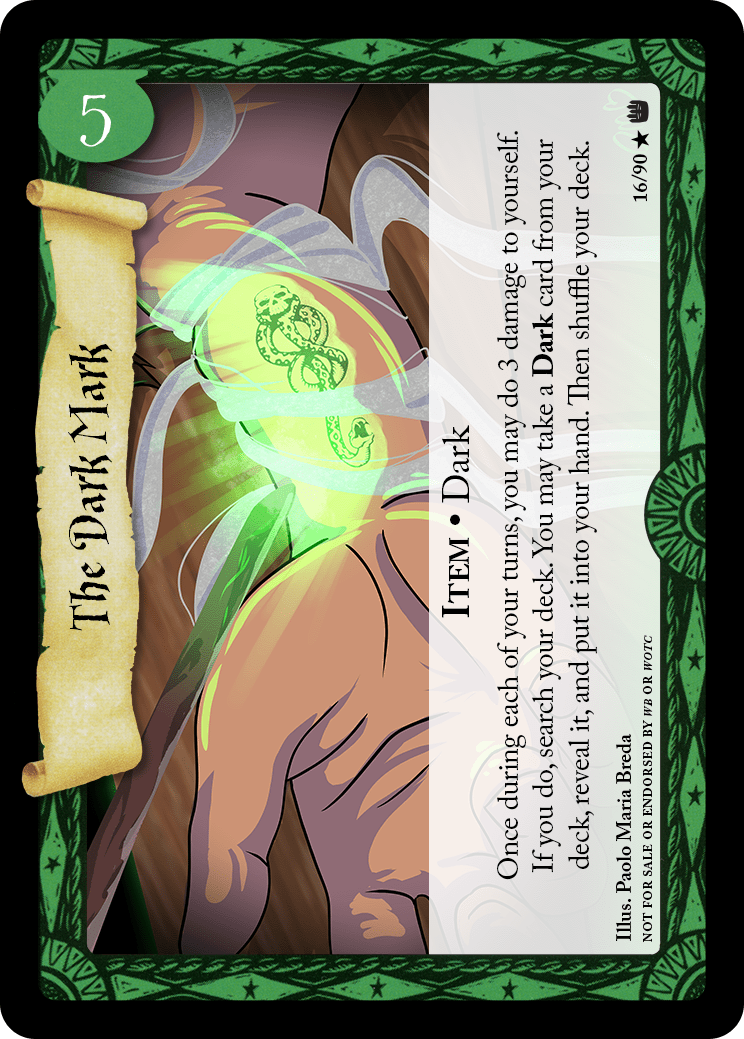 5
The Dark Mark
ITEM • Dark
Once during each of your turns, you may do 3 damage to yourself.
If you do, search your deck. You may take a Dark card from your
deck, reveal it, and put it into your hand. Then shuffle your deck.
Illus. Paolo Maria Breda
NOT FOR SALE OR ENDORSED BY WB OR WOTC
16/90 ★